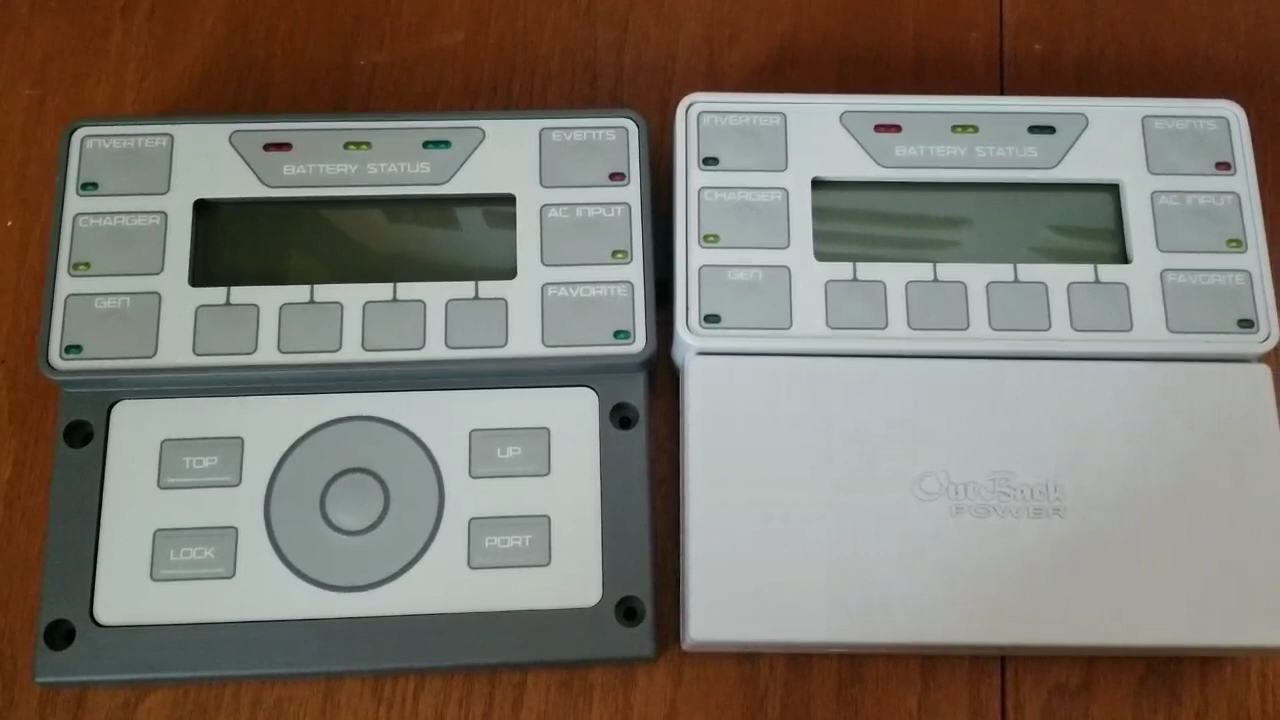 INVERTER
BATTERY STATUS
EVENTS
CHARGER
AC INPUT
GEN
FAVORITE
TOP
UP
LOCK
PORT
INVERTER
BATTERY STATUS
EVENTS
CHARGER
AC INPUT
GEN
FAVORITE
OutBack
POWER